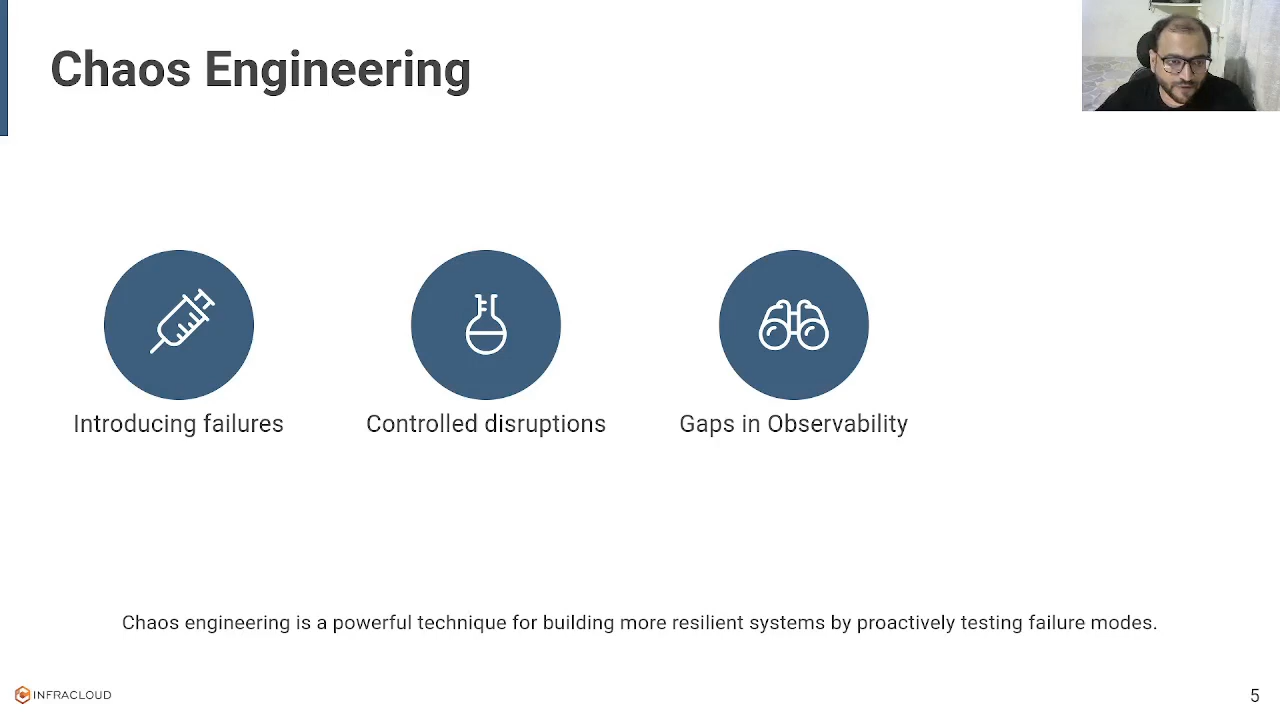 Chaos Engineering
Introducing failures
Controlled disruptions
Gaps in Observability
Chaos engineering is a powerful technique for building more resilient systems by proactively testing failure modes.
INFRACLOUD
5